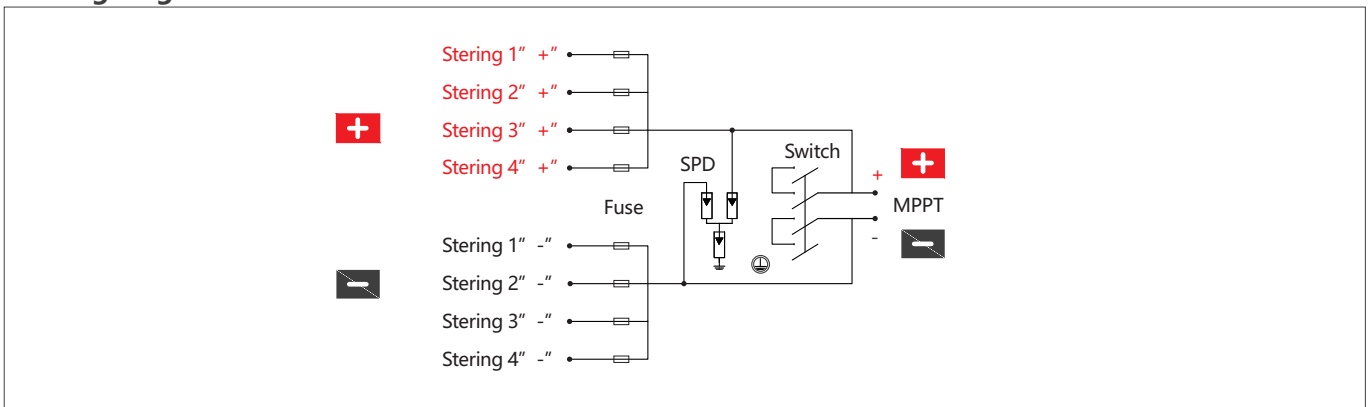 Stering 1″ +″
Stering 2″ +″
Stering 3″ +″
Stering 4″ +″
SPD
Switch
+
MPPT
-
Fuse
Stering 1″ -″
Stering 2″ -″
Stering 3″ -″
Stering 4″ -″